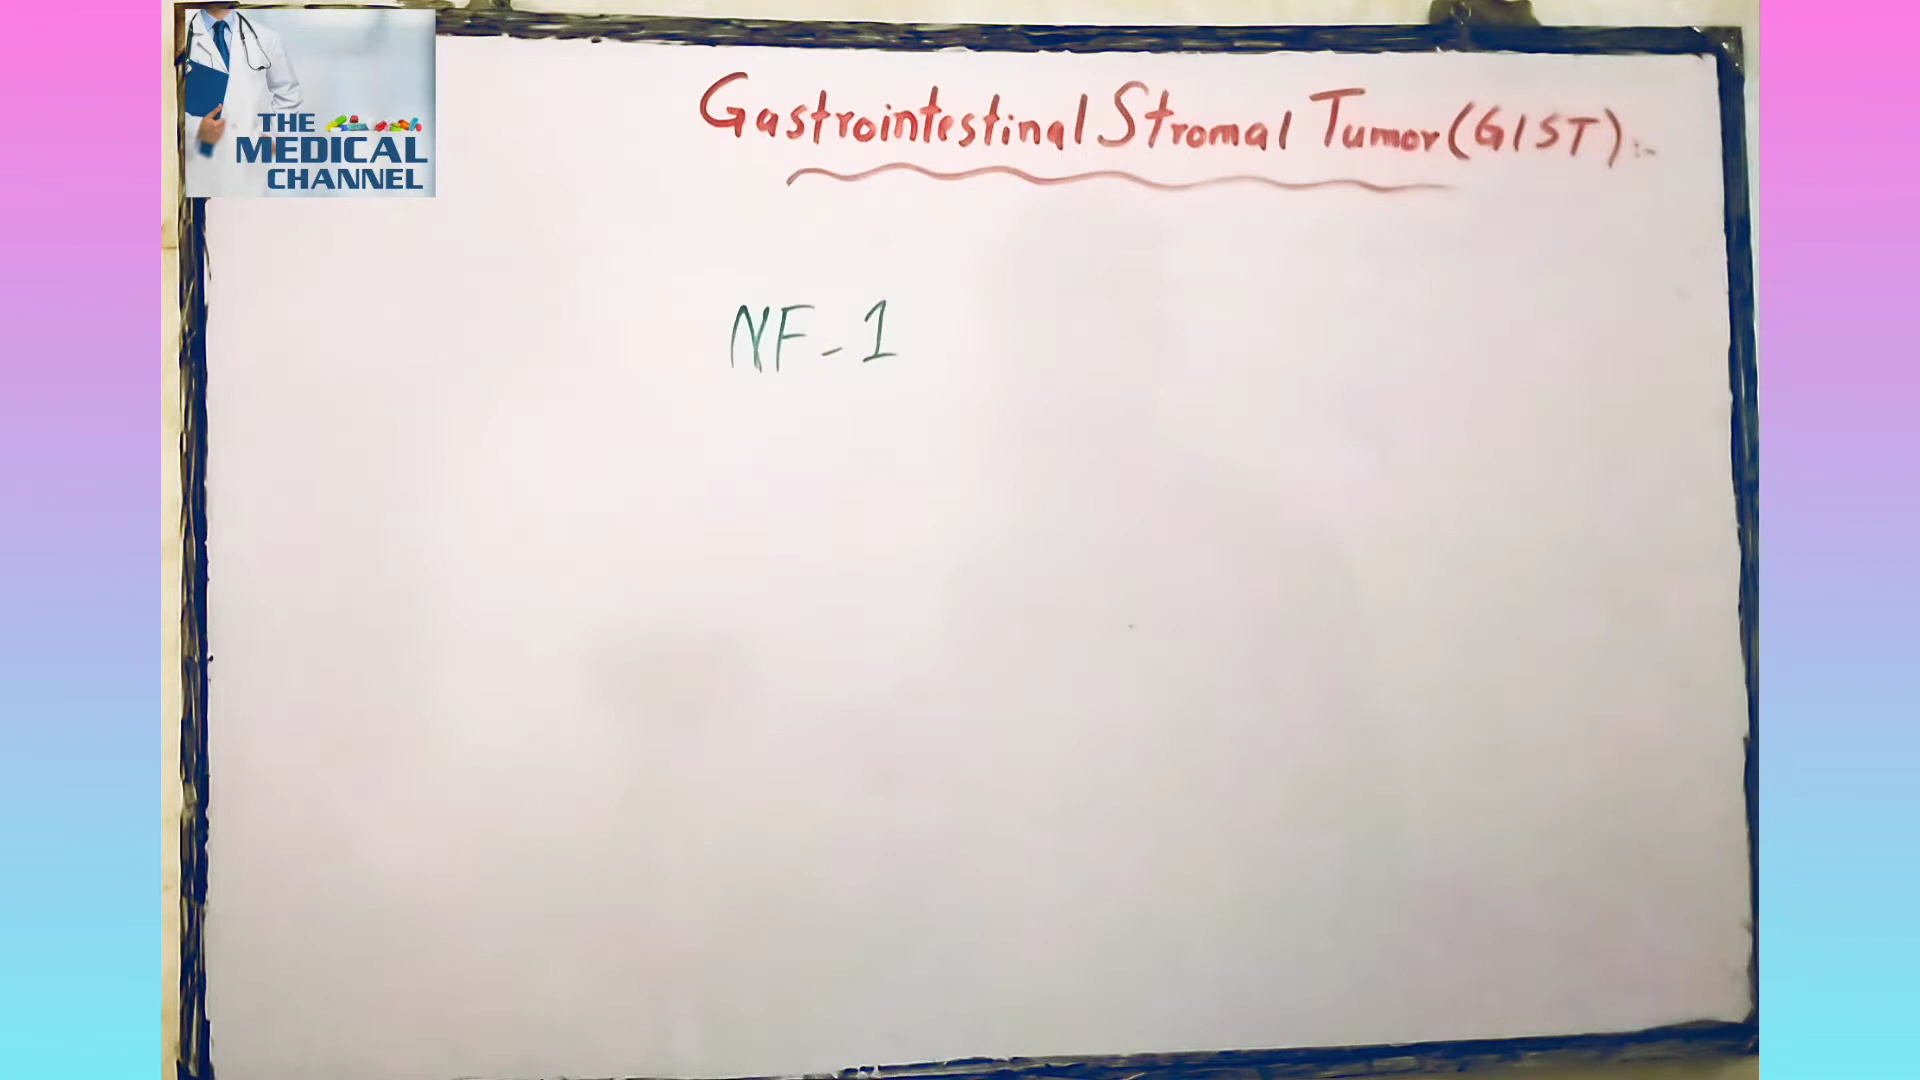 THE
MEDICAL
CHANNEL
Gastrointestinal Stromal Tumor (GIST):-
NF-1